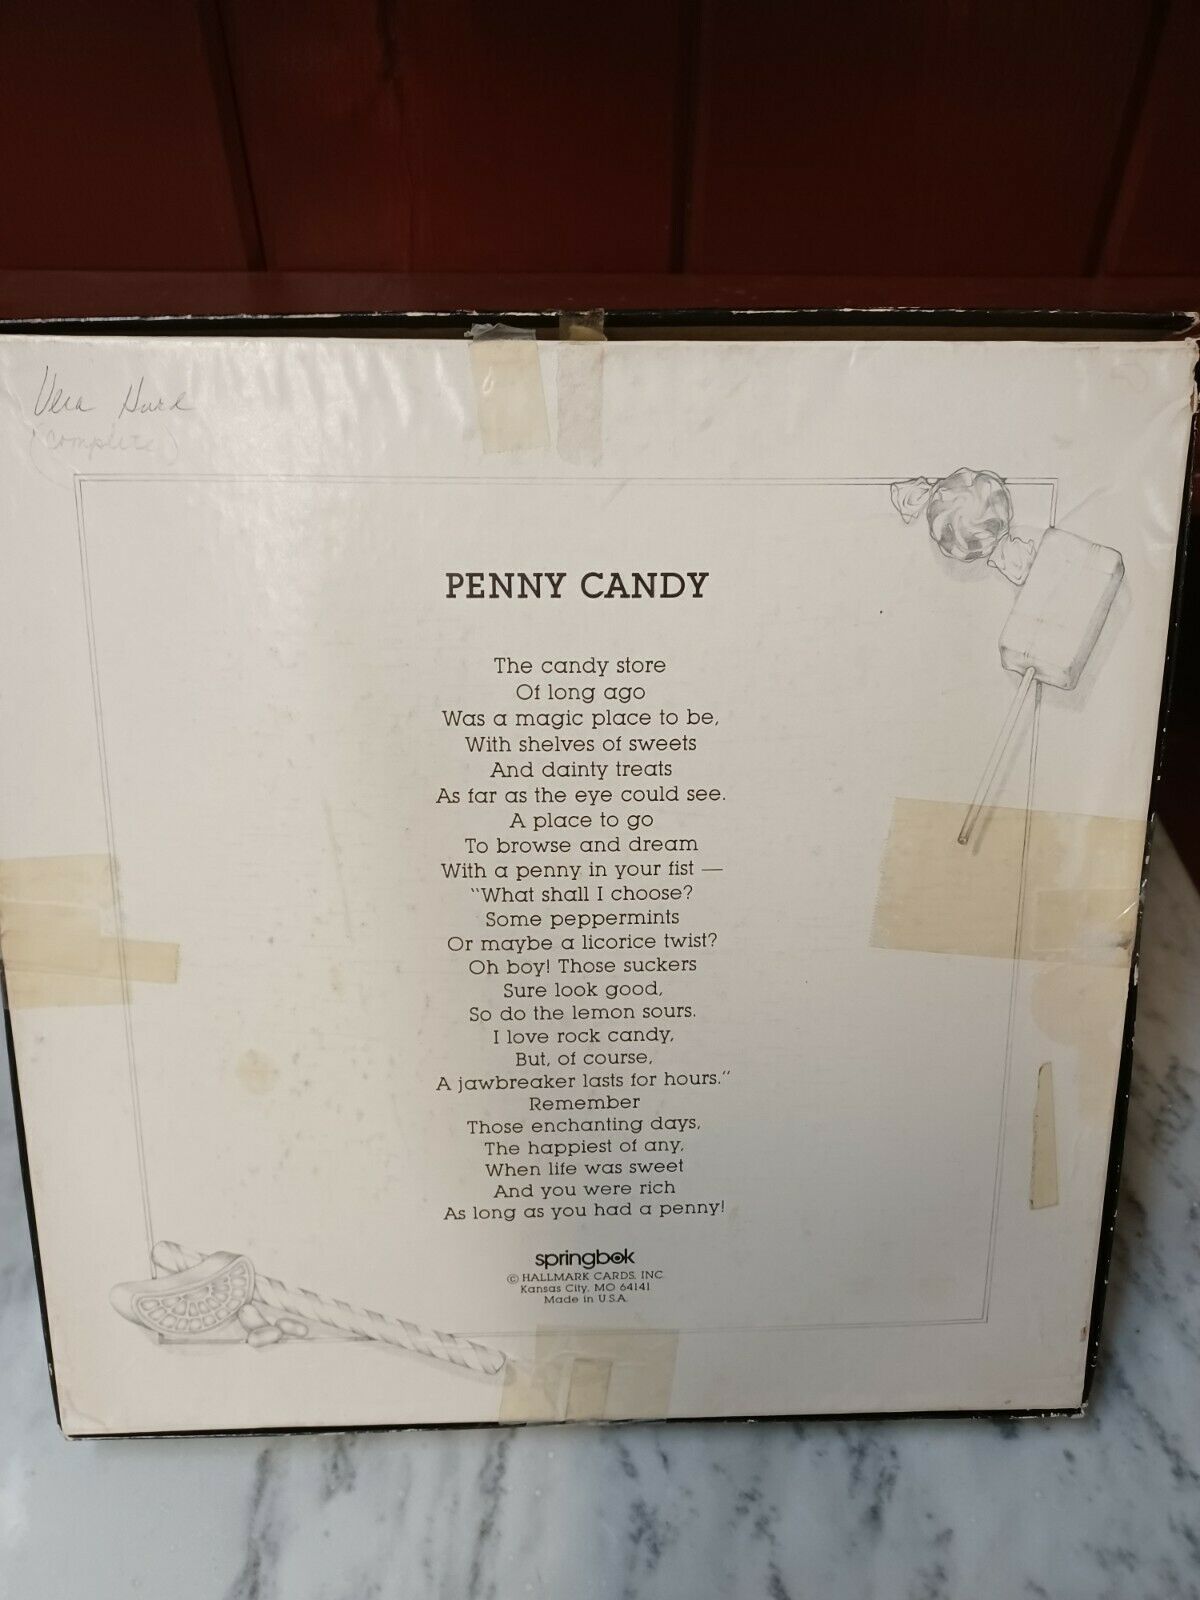 Vera
(complete)
PENNY CANDY
The candy store
Of long ago
Was a magic place to be,
With shelves of sweets
And dainty treats
As far as the eye could see.
A place to go
To browse and dream
With a penny in your fist —
"What shall I choose?
Some peppermints
Or maybe a licorice twist?
Oh boy! Those suckers
Sure look good,
So do the lemon sours.
I love rock candy,
But, of course,
A jawbreaker lasts for hours."
Remember
Those enchanting days,
The happiest of any,
When life was sweet
And you were rich
As long as you had a penny!
springbok
© HALLMARK CARDS, INC.
Kansas City, MO 64141
Made in U.S.A.